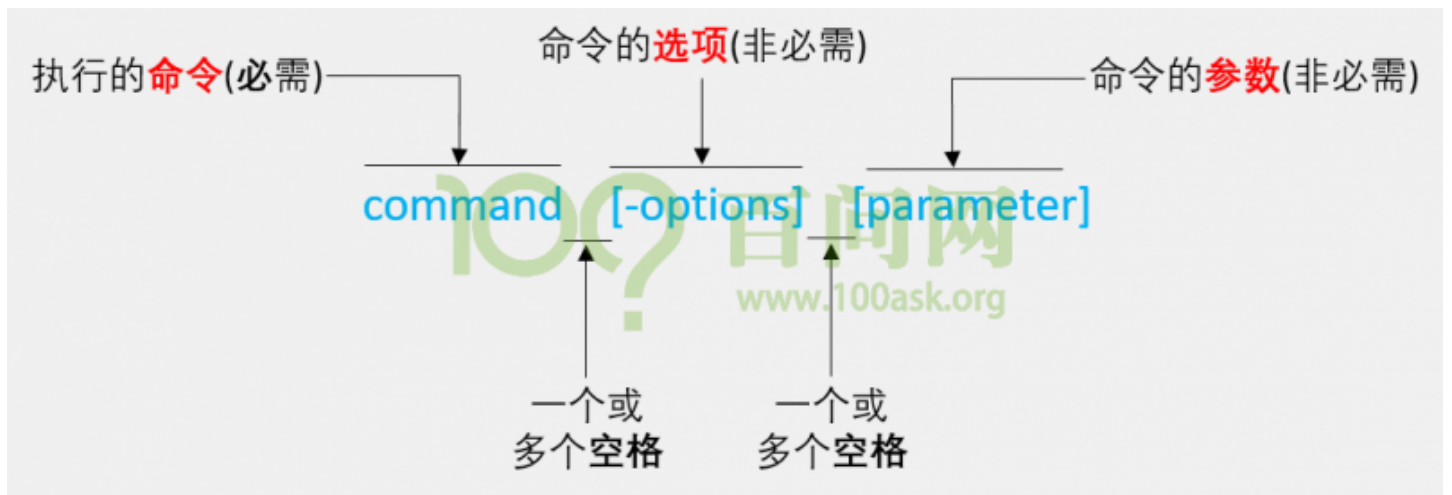 命令的选项(非必需)
执行的命令(必需)
命令的参数(非必需)
command [-options] [parameter]
100? 百问网
www.100ask.org
一个或
多个空格
一个或
多个空格